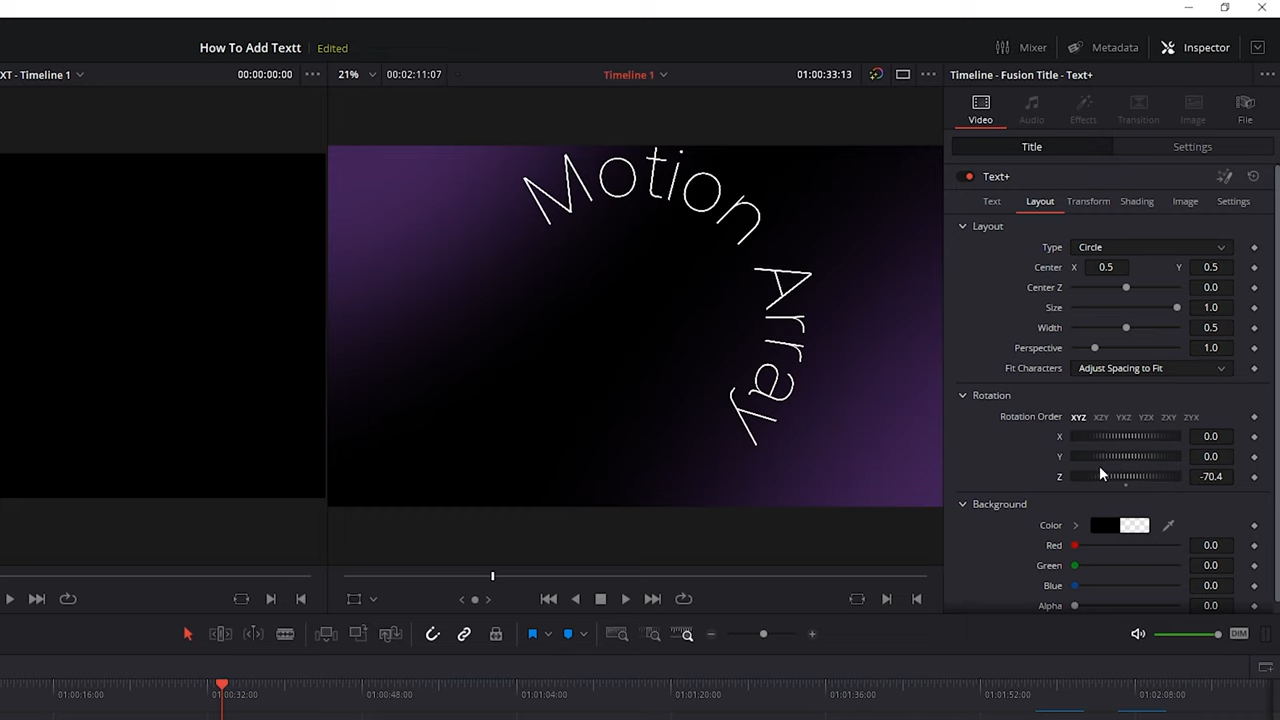 How To Add Textt Edited
Mixer Metadata Inspector
XT - Timeline 1 00:00:00:00 21% 00:02:11:07 Timeline 1 01:00:33:13 Timeline - Fusion Title - Text+
Video Audio Effects Transition Image File
Title Settings
Text+
Text Layout Transform Shading Image Settings
Layout
Type Circle
Center X 0.5 Y 0.5
Center Z 0.0
Size 1.0
Width 0.5
Perspective 1.0
Fit Characters Adjust Spacing to Fit
Rotation
Rotation Order XYZ XZY YXZ YZX ZXY ZYX
X 0.0
Y 0.0
Z -70.4
Background
Color
Red 0.0
Green 0.0
Blue 0.0
Alpha 0.0
Motion Array
DIM
01:00:16:00 01:00:32:00 01:00:48:00 01:01:04:00 01:01:20:00 01:01:36:00 01:01:52:00 01:02:08:00